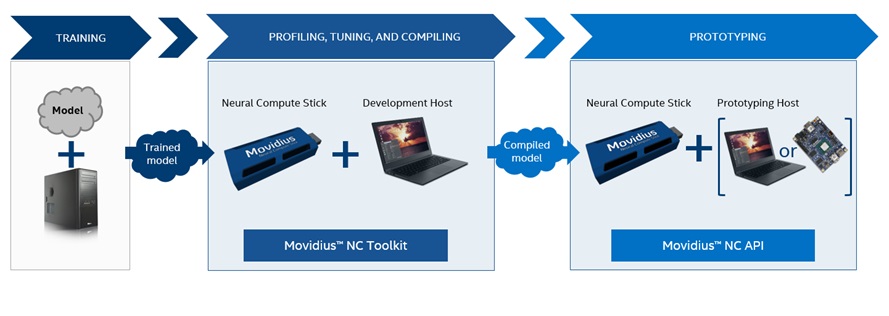 TRAINING
PROFILING, TUNING, AND COMPILING
PROTOTYPING
Model
Trained
model
Neural Compute Stick
Development Host
Movidius
Movidius™ NC Toolkit
Compiled
model
Neural Compute Stick
Prototyping Host
Movidius
or
Movidius™ NC API